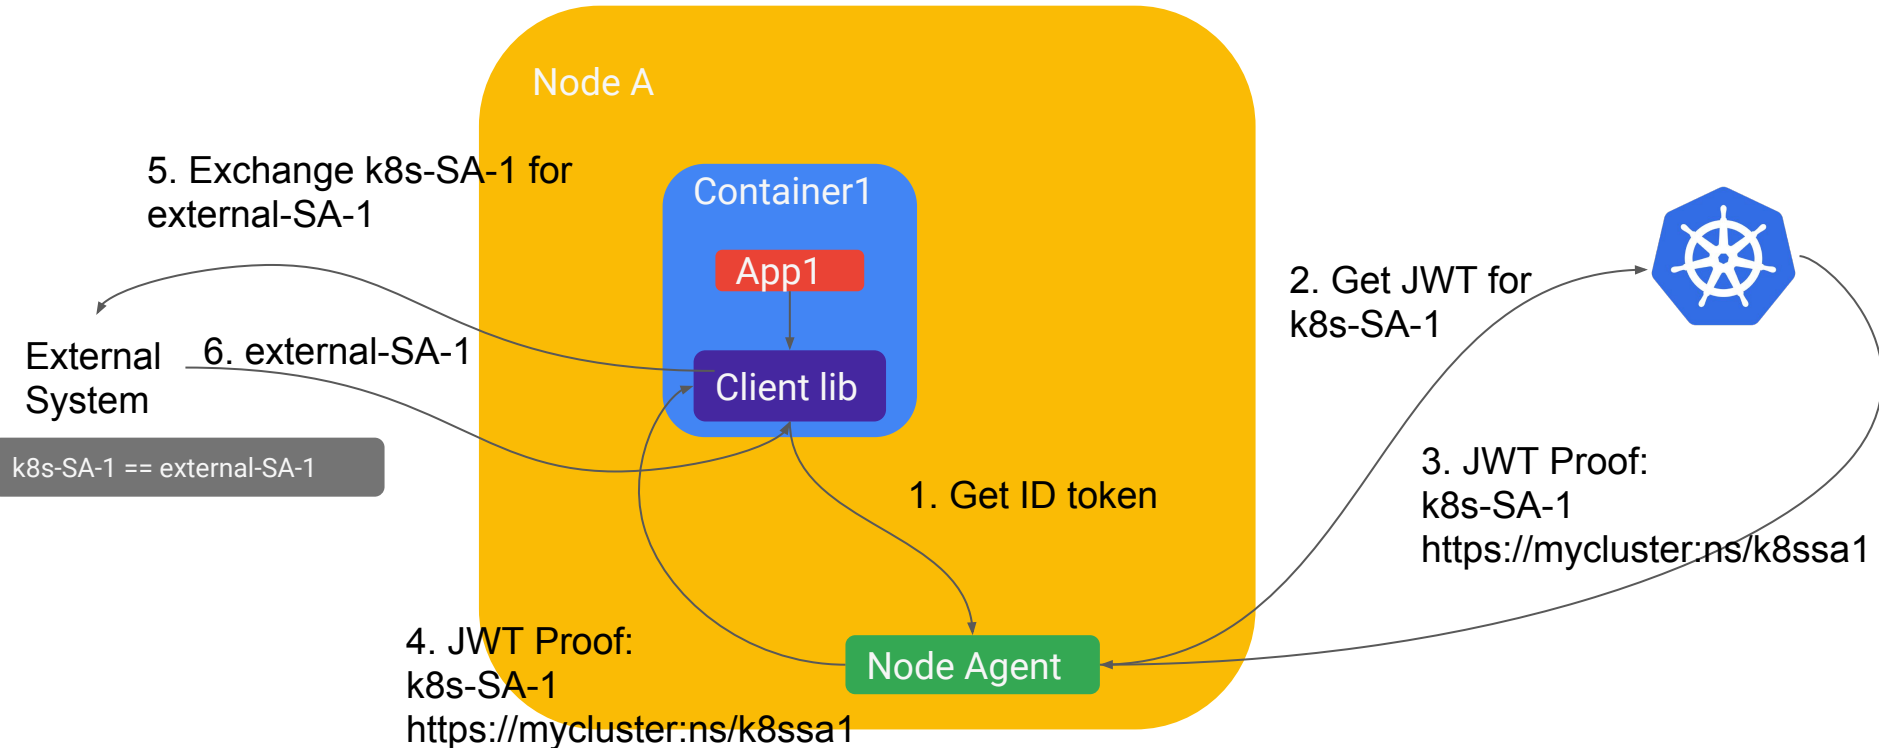 Node A
5. Exchange k8s-SA-1 for
external-SA-1
Container1
App1
2. Get JWT for
k8s-SA-1
External
System
6. external-SA-1
Client lib
k8s-SA-1 == external-SA-1
1. Get ID token
3. JWT Proof:
k8s-SA-1
https://mycluster:ns/k8ssa1
4. JWT Proof:
k8s-SA-1
https://mycluster:ns/k8ssa1
Node Agent